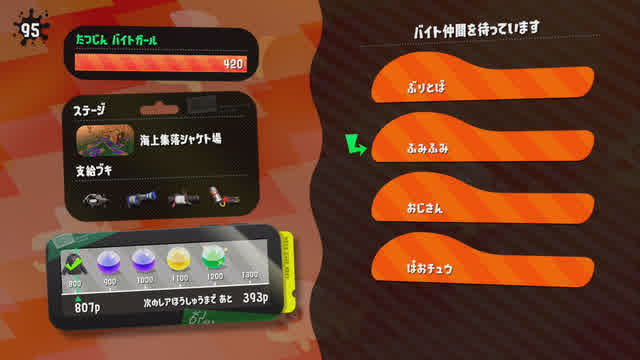 95
たつじん バイトガール
420
ステージ
海上集落シャケト場
支給ブキ
800 900 1000 1100 1200 1300
807p 次のレアほうしゅうまで あと 393p
バイト仲間を待っています
ぶりとぱ
ふみふみ
おじさん
ぱおチュウ